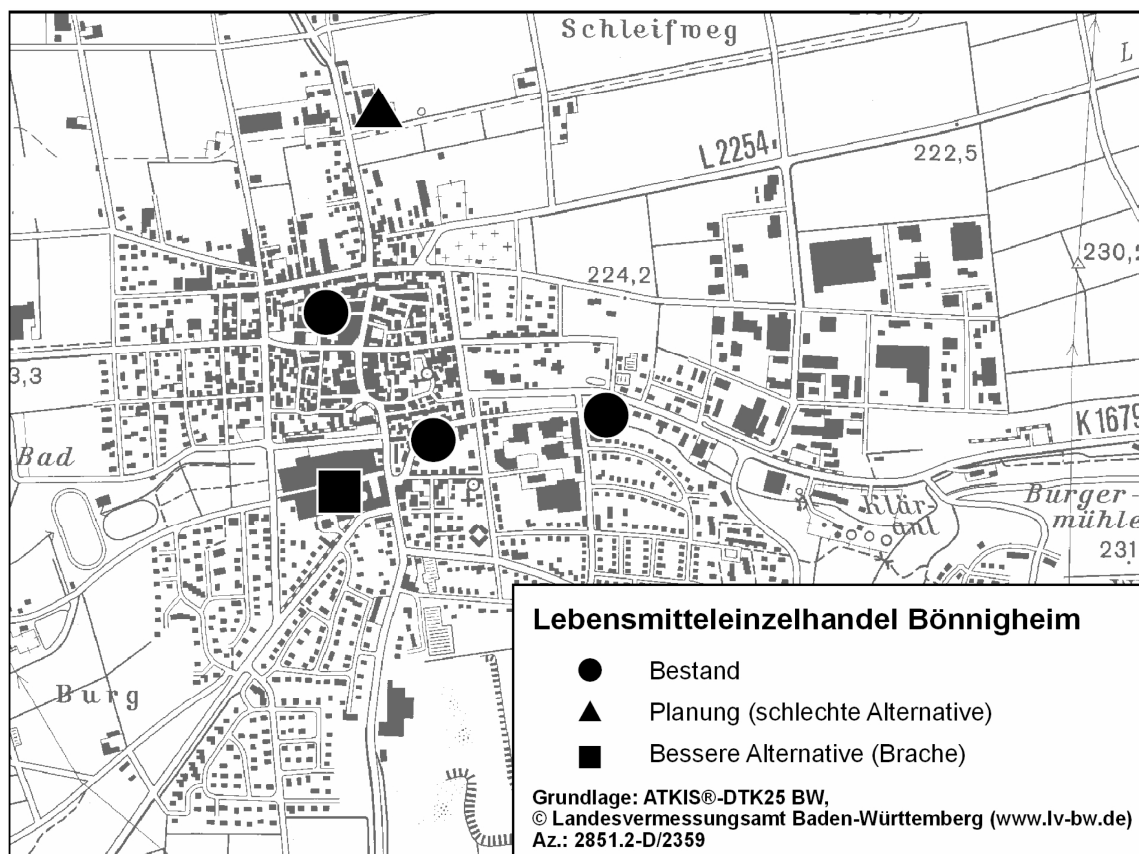 Schleifweg
L 2254
222,5
230,2
224,2
3,3
K 1679
Bad
Klär-
anl
Burger-
mühle
231
Burg
Lebensmitteleinzelhandel Bönnigheim
Bestand
Planung (schlechte Alternative)
Bessere Alternative (Brache)
Grundlage: ATKIS®-DTK25 BW,
© Landesvermessungsamt Baden-Württemberg (www.lv-bw.de)
Az.: 2851.2-D/2359